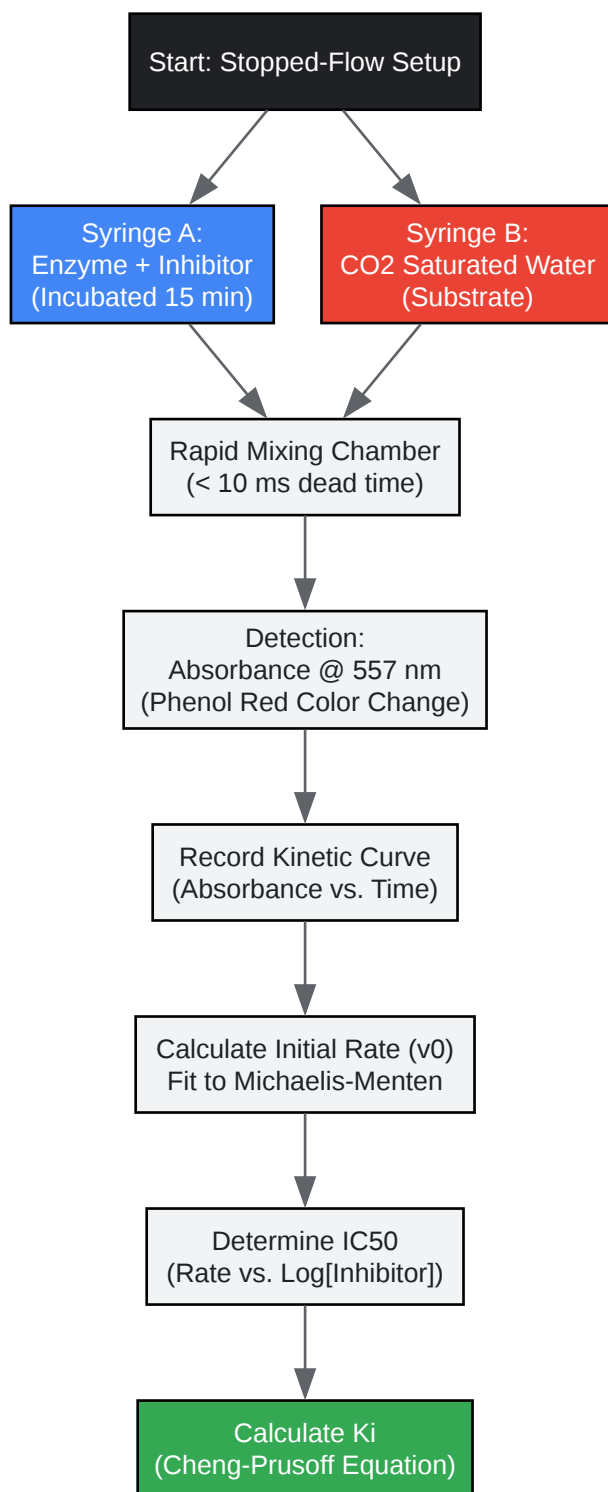 Start: Stopped-Flow Setup
Syringe A:
Enzyme + Inhibitor
(Incubated 15 min)
Syringe B:
CO2 Saturated Water
(Substrate)
Rapid Mixing Chamber
(< 10 ms dead time)
Detection:
Absorbance @ 557 nm
(Phenol Red Color Change)
Record Kinetic Curve
(Absorbance vs. Time)
Calculate Initial Rate (v0)
Fit to Michaelis-Menten
Determine IC50
(Rate vs. Log[Inhibitor])
Calculate Ki
(Cheng-Prusoff Equation)